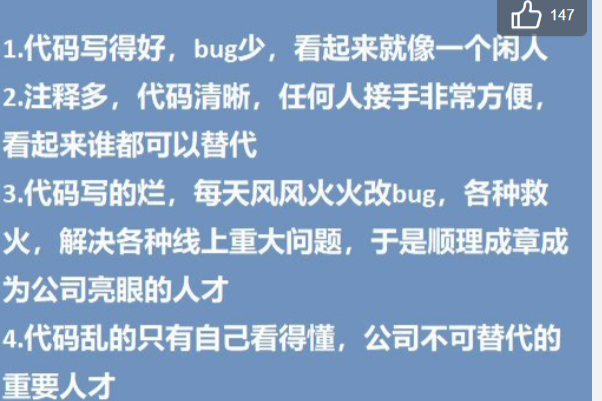 147
1.代码写得好，bug少，看起来就像一个闲人
2.注释多，代码清晰，任何人接手非常方便，
看起来谁都可以替代
3.代码写的烂，每天风风火火改bug，各种救
火，解决各种线上重大问题，于是顺理成章成
为公司亮眼的人才
4.代码乱的只有自己看得懂，公司不可替代的
重要人才